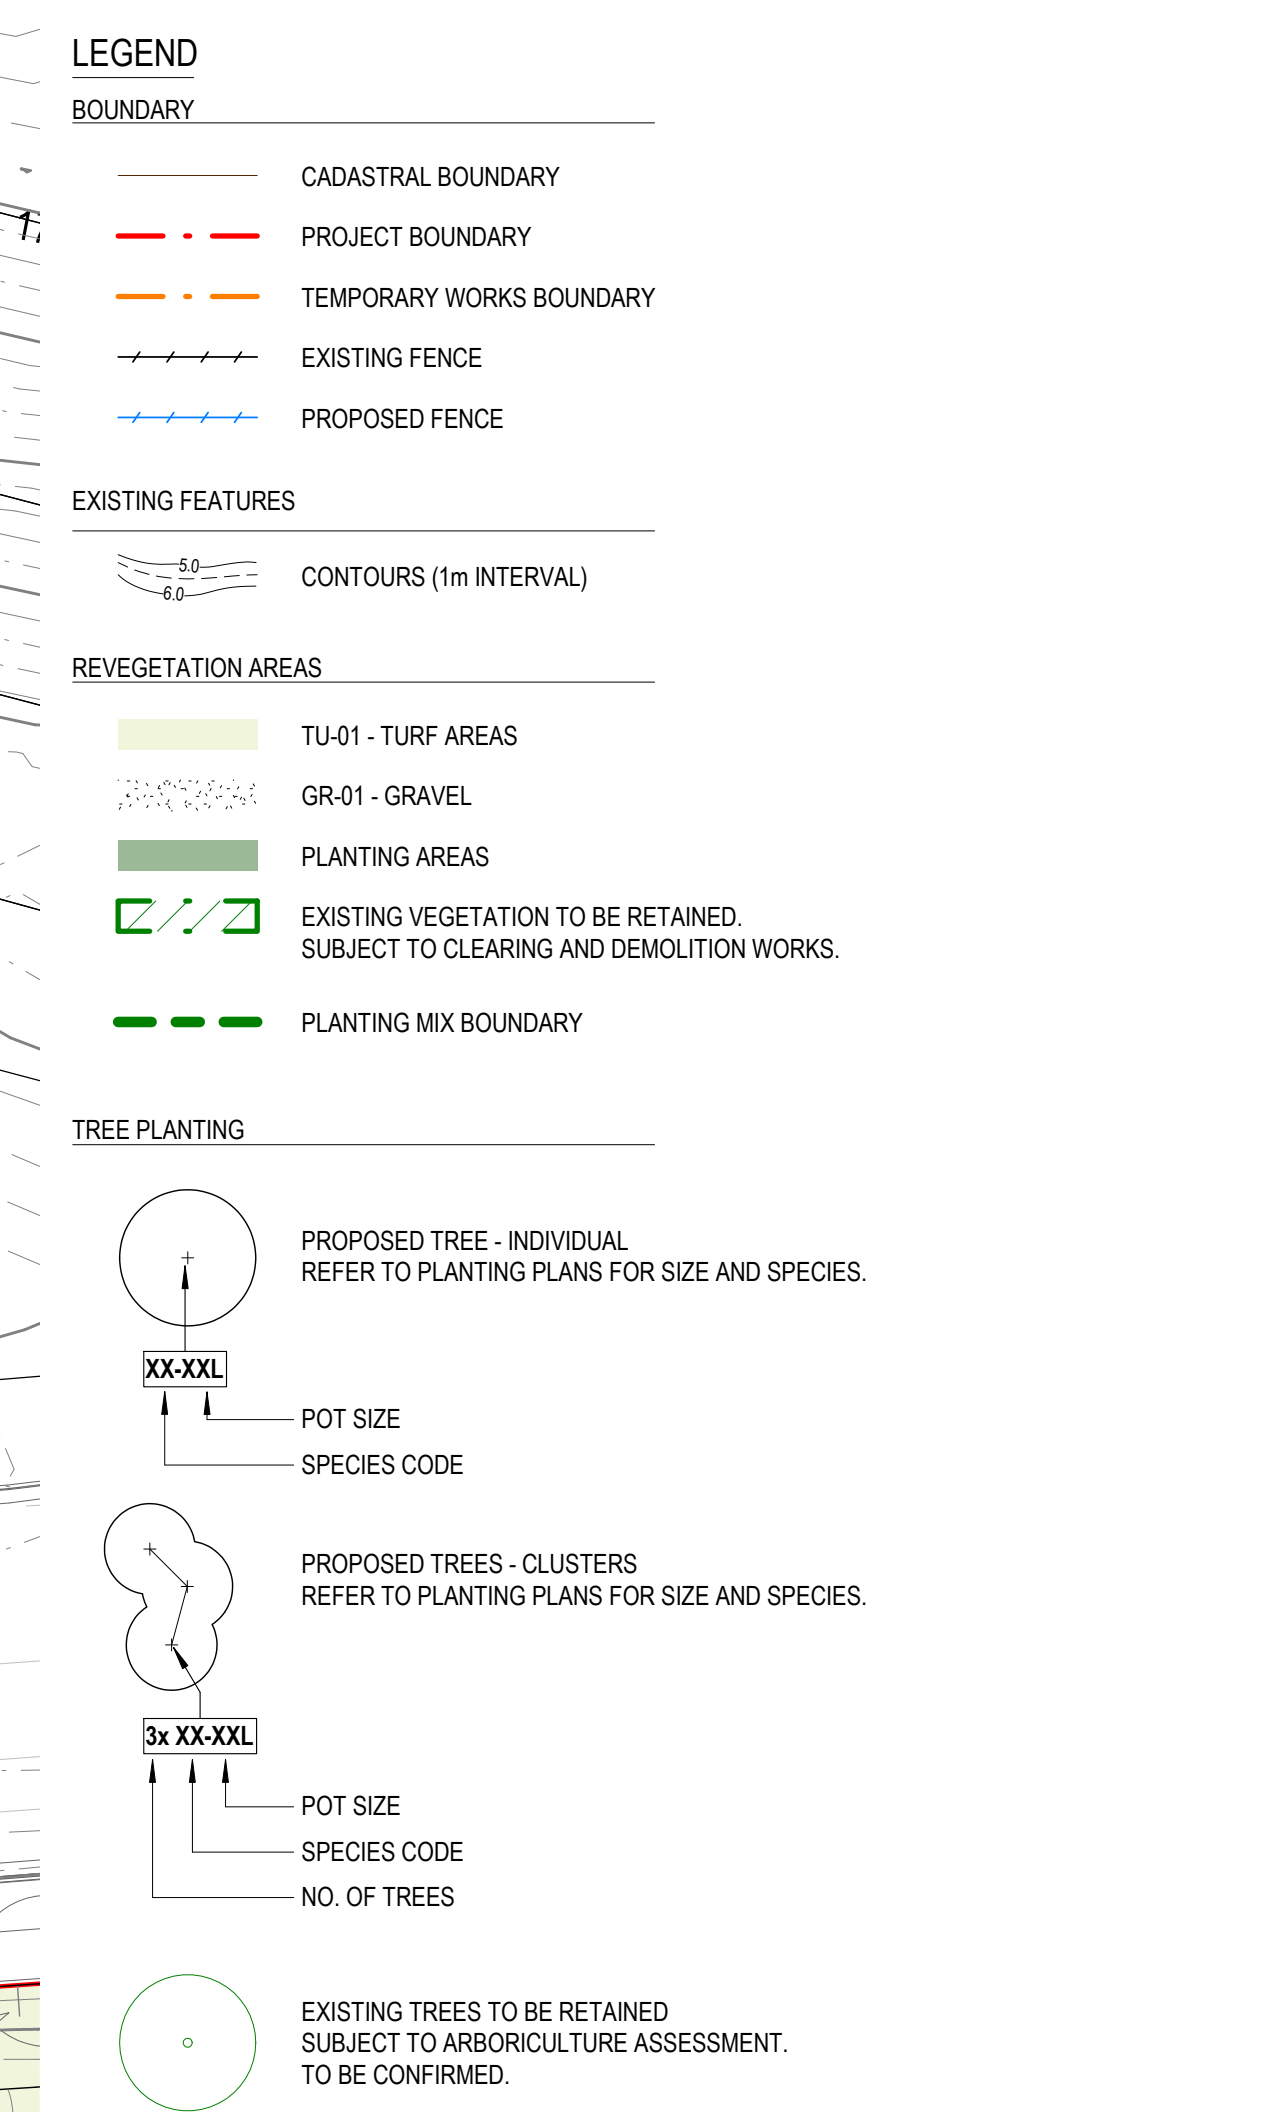 LEGEND
BOUNDARY
CADASTRAL BOUNDARY
PROJECT BOUNDARY
TEMPORARY WORKS BOUNDARY
EXISTING FENCE
PROPOSED FENCE
EXISTING FEATURES
5.0
CONTOURS (1m INTERVAL)
6.0
REVEGETATION AREAS
TU-01 - TURF AREAS
GR-01 - GRAVEL
PLANTING AREAS
EXISTING VEGETATION TO BE RETAINED.
SUBJECT TO CLEARING AND DEMOLITION WORKS.
PLANTING MIX BOUNDARY
TREE PLANTING
PROPOSED TREE - INDIVIDUAL
REFER TO PLANTING PLANS FOR SIZE AND SPECIES.
XX-XXL
POT SIZE
SPECIES CODE
PROPOSED TREES - CLUSTERS
REFER TO PLANTING PLANS FOR SIZE AND SPECIES.
3x XX-XXL
POT SIZE
SPECIES CODE
NO. OF TREES
EXISTING TREES TO BE RETAINED
SUBJECT TO ARBORICULTURE ASSESSMENT.
TO BE CONFIRMED.